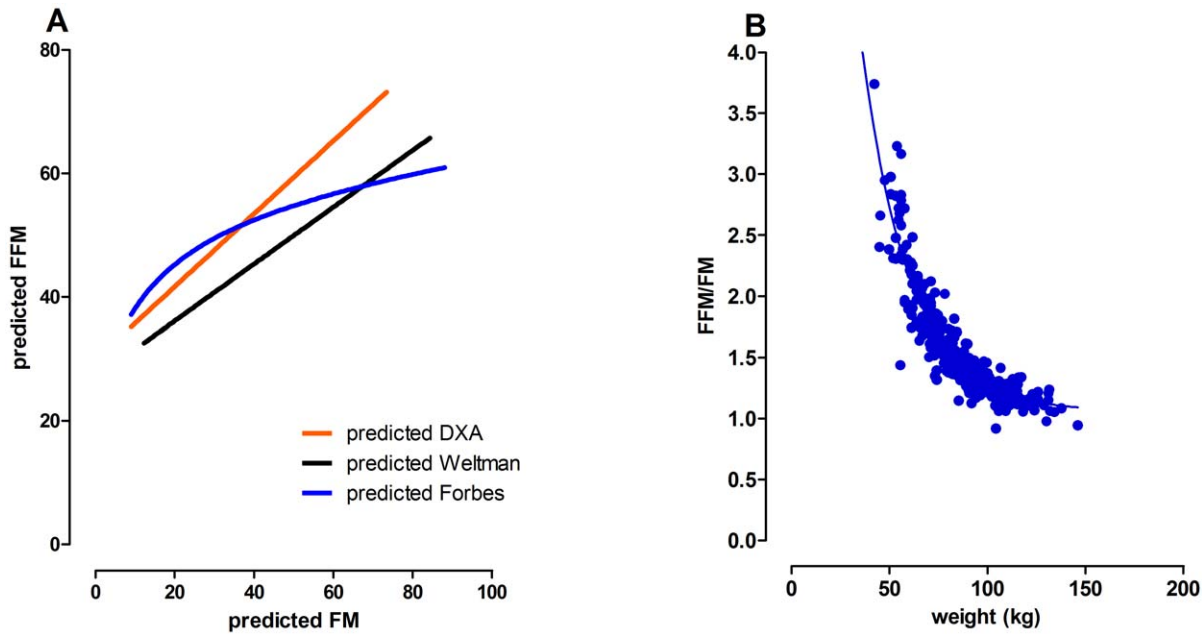 A
80
60
40
20
0
predicted FFM
predicted DXA
predicted Weltman
predicted Forbes
0 20 40 60 80 100
predicted FM
B
4.0
3.5
3.0
2.5
2.0
1.5
1.0
0.5
0.0
FFM/FM
0 50 100 150 200
weight (kg)